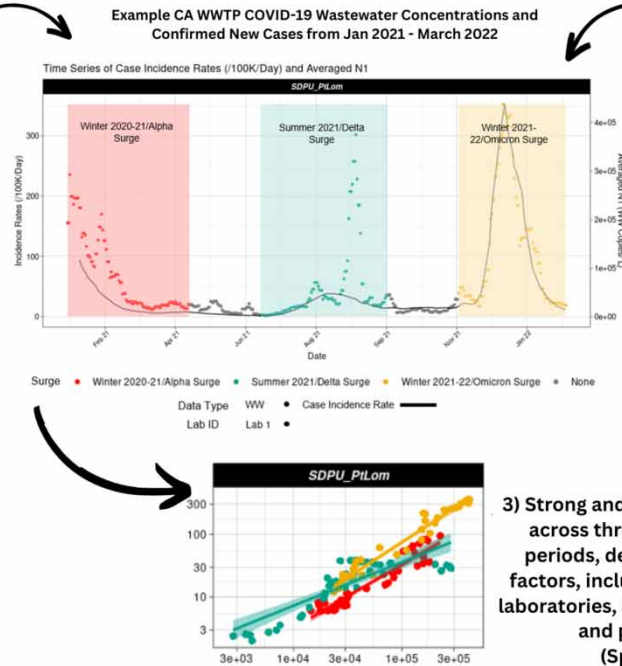 Example CA WWTP COVID-19 Wastewater Concentrations and
Confirmed New Cases from Jan 2021 - March 2022
Time Series of Case Incidence Rates (/100K/Day) and Averaged N1
SDPU_PtLom
Winter 2020-21/Alpha
Surge
Summer 2021/Delta
Surge
Winter 2021-
22/Omicron Surge
Incidence Rates (/100K/Day)
300
200
100
0
4e+05
3e+05
2e+05
1e+05
0e+00
Averaged N1 (WW Copies/L)
Feb 21
Apr 21
Jun 21
Aug 21
Sep 21
Nov 21
Jan 22
Date
Surge Winter 2020-21/Alpha Surge Summer 2021/Delta Surge Winter 2021-22/Omicron Surge None
Data Type WW Case Incidence Rate
Lab ID Lab 1
SDPU_PtLom
300
100
30
10
3
3e+03 1e+04 3e+04 1e+05 3e+05
3) Strong and
across thr
periods, de
factors, inclu
laboratories,
and p
(Sp